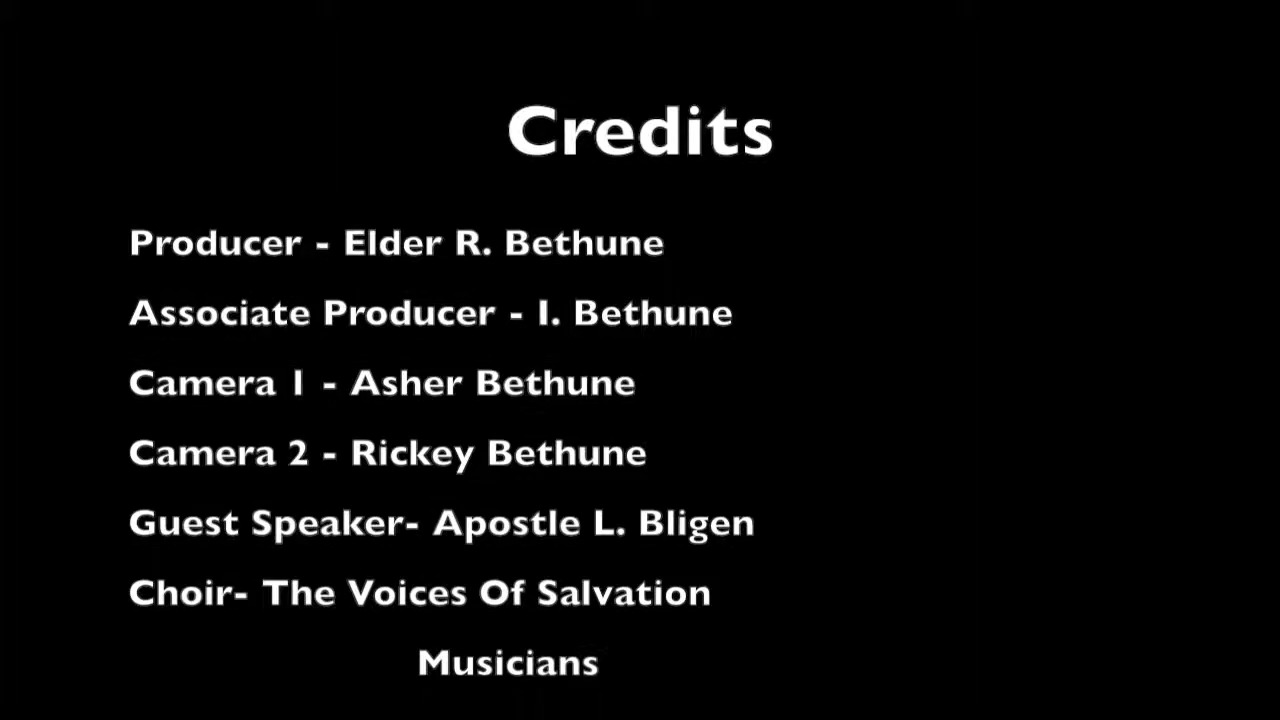 Credits
Producer - Elder R. Bethune
Associate Producer - I. Bethune
Camera 1 - Asher Bethune
Camera 2 - Rickey Bethune
Guest Speaker- Apostle L. Bligen
Choir- The Voices Of Salvation
Musicians